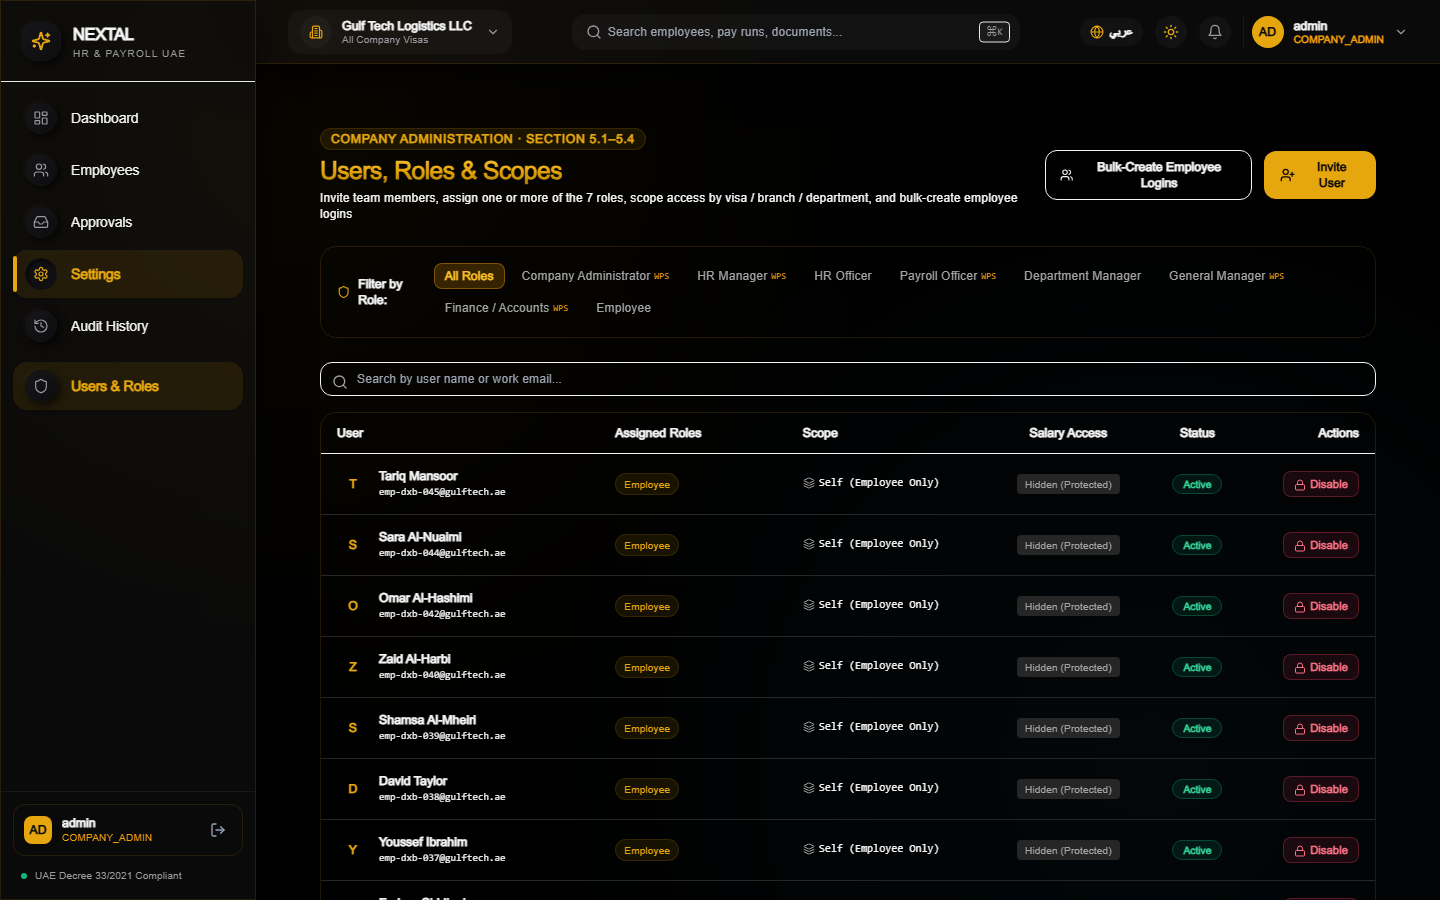 NEXTAL
HR & PAYROLL UAE
Gulf Tech Logistics LLC
All Company Visas
Search employees, pay runs, documents...
⌘K
عربي
AD
admin
COMPANY_ADMIN
Dashboard
Employees
Approvals
Settings
Audit History
Users & Roles
COMPANY ADMINISTRATION · SECTION 5.1–5.4
Users, Roles & Scopes
Invite team members, assign one or more of the 7 roles, scope access by visa / branch / department, and bulk-create employee
logins
Bulk-Create Employee
Logins
Invite
User
Filter by
Role:
All Roles
Company Administrator WPS
HR Manager WPS
HR Officer
Payroll Officer WPS
Department Manager
General Manager WPS
Finance / Accounts WPS
Employee
Search by user name or work email...
User Assigned Roles Scope Salary Access Status Actions
T
Tariq Mansoor
emp-dxb-045@gulftech.ae
Employee
Self (Employee Only)
Hidden (Protected)
Active
Disable
S
Sara Al-Nuaimi
emp-dxb-044@gulftech.ae
Employee
Self (Employee Only)
Hidden (Protected)
Active
Disable
O
Omar Al-Hashimi
emp-dxb-042@gulftech.ae
Employee
Self (Employee Only)
Hidden (Protected)
Active
Disable
Z
Zaid Al-Harbi
emp-dxb-040@gulftech.ae
Employee
Self (Employee Only)
Hidden (Protected)
Active
Disable
S
Shamsa Al-Mheiri
emp-dxb-039@gulftech.ae
Employee
Self (Employee Only)
Hidden (Protected)
Active
Disable
D
David Taylor
emp-dxb-038@gulftech.ae
Employee
Self (Employee Only)
Hidden (Protected)
Active
Disable
Y
Youssef Ibrahim
emp-dxb-037@gulftech.ae
Employee
Self (Employee Only)
Hidden (Protected)
Active
Disable
AD
admin
COMPANY_ADMIN
UAE Decree 33/2021 Compliant